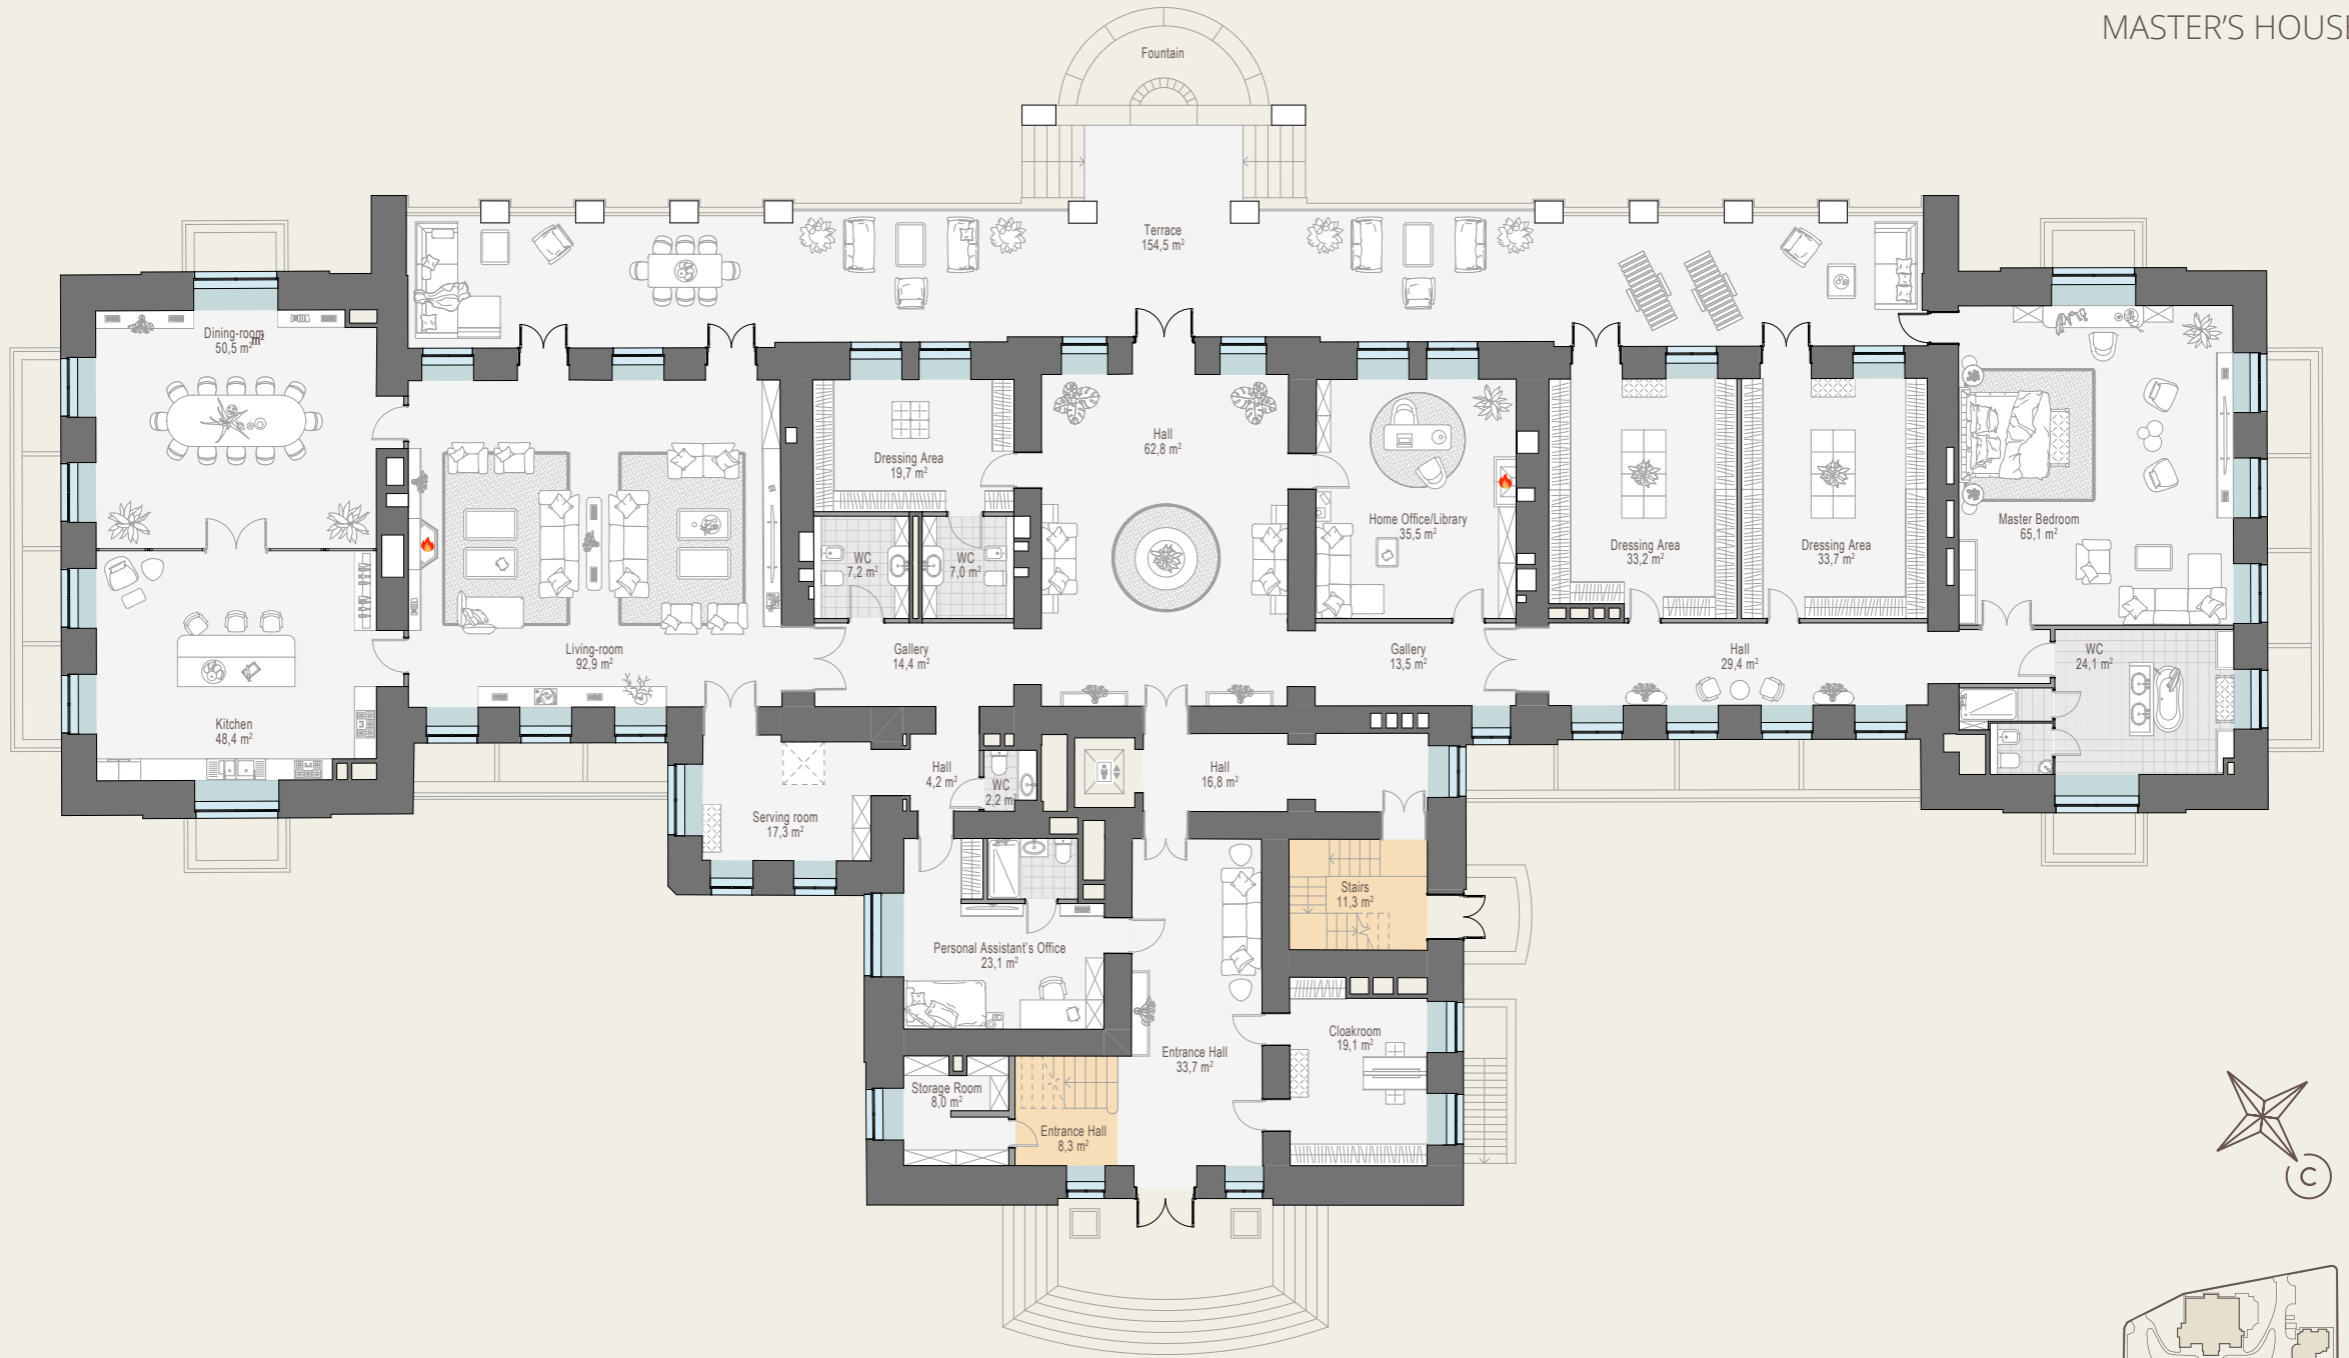 MASTER'S HOUSE
Fountain
Terrace
154,5 m²
Dining-room
50,5 m²
m²
Hall
62,8 m²
Dressing Area
19,7 m²
Home Office/Library
35,5 m²
Master Bedroom
65,1 m²
Dressing Area
33,2 m²
Dressing Area
33,7 m²
WC
7,2 m²
WC
7,0 m²
Living-room
92,9 m²
Gallery
14,4 m²
Gallery
13,5 m²
Hall
29,4 m²
WC
24,1 m²
Kitchen
48,4 m²
Hall
4,2 m²
WC
2,2 m²
Hall
16,8 m²
Serving room
17,3 m²
Stairs
11,3 m²
Personal Assistant's Office
23,1 m²
Cloakroom
19,1 m²
Entrance Hall
33,7 m²
Storage Room
8,0 m²
Entrance Hall
8,3 m²
C